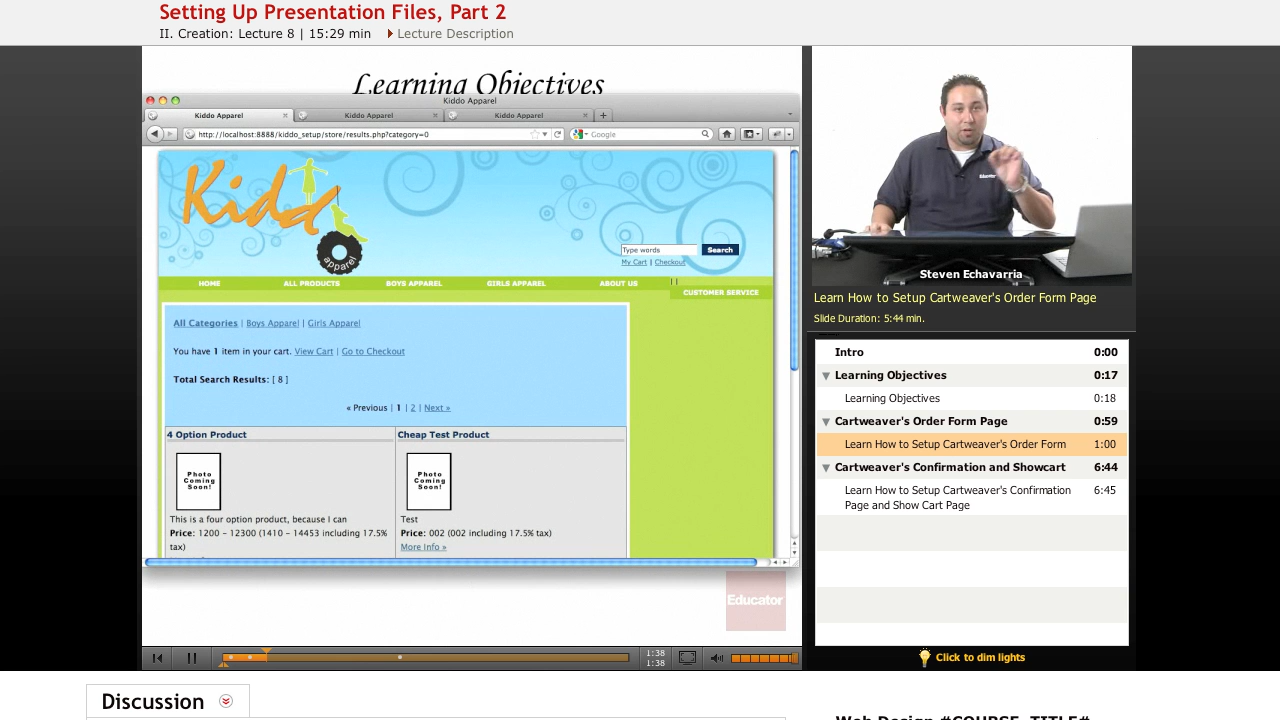 Setting Up Presentation Files, Part 2
II. Creation: Lecture 8 | 15:29 min
Lecture Description
Learning Objectives
Kiddo Apparel
Kiddo Apparel
Kiddo Apparel
Kiddo Apparel
http://localhost:8888/kiddo_setup/store/results.php?category=0
Google
Kiddo
apparel
Type words
Search
My Cart | Checkout
HOME
ALL PRODUCTS
BOYS APPAREL
GIRLS APPAREL
ABOUT US
CUSTOMER SERVICE
All Categories | Boys Apparel | Girls Apparel
You have 1 item in your cart. View Cart | Go to Checkout
Total Search Results: [ 8 ]
« Previous | 1 | 2 | Next »
4 Option Product
Cheap Test Product
Photo
Coming
Soon!
Photo
Coming
Soon!
This is a four option product, because I can
Price: 1200 – 12300 (1410 – 14453 including 17.5%
tax)
Test
Price: 002 (002 including 17.5% tax)
More Info »
Educator
1:38
1:38
Educator
Steven Echavarria
Learn How to Setup Cartweaver's Order Form Page
Slide Duration: 5:44 min.
Intro 0:00
Learning Objectives 0:17
Learning Objectives 0:18
Cartweaver's Order Form Page 0:59
Learn How to Setup Cartweaver's Order Form 1:00
Cartweaver's Confirmation and Showcart 6:44
Learn How to Setup Cartweaver's Confirmation 6:45
Page and Show Cart Page
Click to dim lights
Discussion
Web Design #COURSE_TITLE#